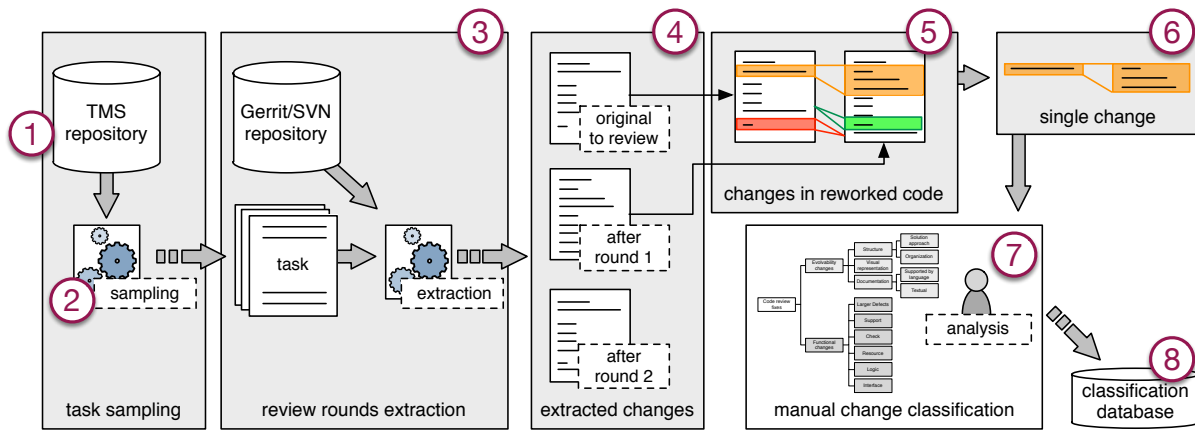 1
TMS
repository
2
sampling
task sampling
3
Gerrit/SVN
repository
task
extraction
review rounds extraction
4
original
to review
after
round 1
after
round 2
extracted changes
5
changes in reworked code
6
single change
7
Code review
fixes
Evolvability
changes
Structure
Visual
representation
Documentation
Solution
approach
Organization
Supported by
language
Textual
Functional
changes
Larger Defects
Support
Check
Resource
Logic
Interface
analysis
manual change classification
8
classification
database